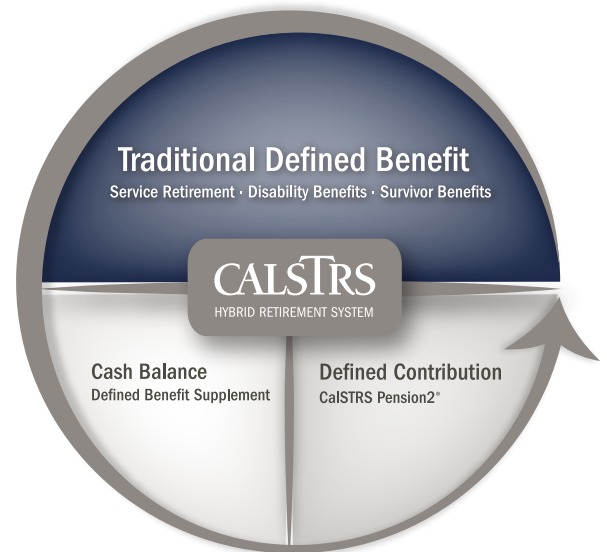 Traditional Defined Benefit
Service Retirement · Disability Benefits · Survivor Benefits
CALSTRS
HYBRID RETIREMENT SYSTEM
Cash Balance
Defined Benefit Supplement
Defined Contribution
CalSTRS Pension2®